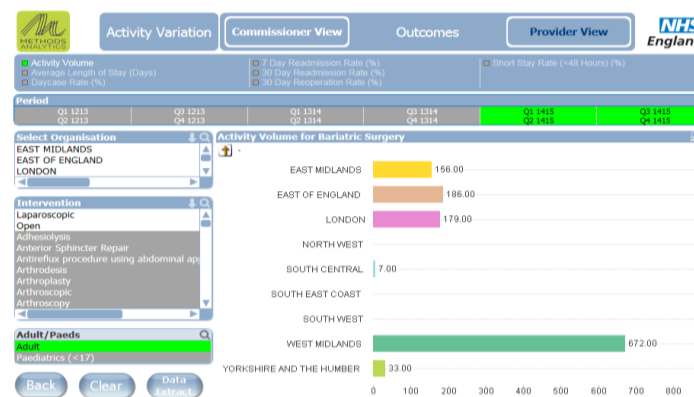 METHODS
ANALYTICS
Activity Variation
Commissioner View
Outcomes
Provider View
NHS
England
Activity Volume
Average Length of Stay (Days)
Daycase Rate (%)
7 Day Readmission Rate (%)
30 Day Readmission Rate (%)
30 Day Reoperation Rate (%)
Short Stay Rate (<48 Hours) (%)
Period
Q1 1213 Q3 1213 Q1 1314 Q3 1314 Q1 1415 Q3 1415
Q2 1213 Q4 1213 Q2 1314 Q4 1314 Q2 1415 Q4 1415
Select Organisation
EAST MIDLANDS
EAST OF ENGLAND
LONDON
Intervention
Laparoscopic
Open
Adhesiolysis
Anterior Sphincter Repair
Antireflux procedure using abdominal ap
Arthrodesis
Arthroplasty
Arthroscopic
Arthroscopy
Adult/Paeds
Adult
Paediatrics (<17)
Back
Clear
Data
Extract
Activity Volume for Bariatric Surgery
-
EAST MIDLANDS 156.00
EAST OF ENGLAND 186.00
LONDON 179.00
NORTH WEST
SOUTH CENTRAL 7.00
SOUTH EAST COAST
SOUTH WEST
WEST MIDLANDS 672.00
YORKSHIRE AND THE HUMBER 33.00
0 100 200 300 400 500 600 700 800